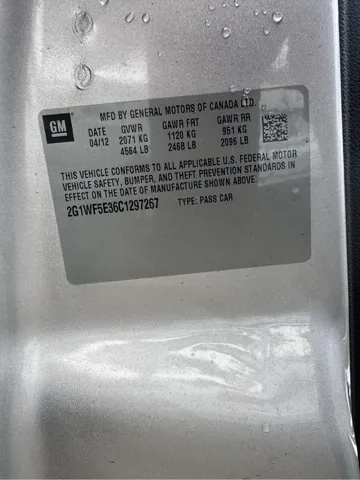 GM
MFD BY GENERAL MOTORS OF CANADA LTD.
04/12 GVWR GAWR FRT GAWR RR
2071 KG 1120 KG 951 KG
4564 LB 2468 LB 2096 LB
THIS VEHICLE CONFORMS TO ALL APPLICABLE U.S. FEDERAL MOTOR
VEHICLE SAFETY, BUMPER, AND THEFT PREVENTION STANDARDS IN
EFFECT ON THE DATE OF MANUFACTURE SHOWN ABOVE.
2G1WF5E36C1297267 TYPE: PASS CAR